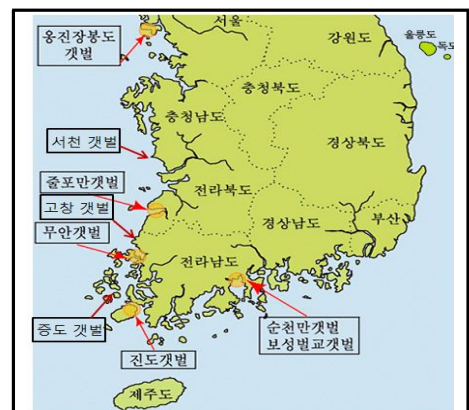 서울
강원도
울릉도
독도
옹진장봉도
갯벌
충청북도
충청남도
서천 갯벌
경상북도
줄포만갯벌
전라북도
고창 갯벌
무안갯벌
경상남도
부산
전라남도
증도 갯벌
순천만갯벌
보성벌교갯벌
진도갯벌
제주도